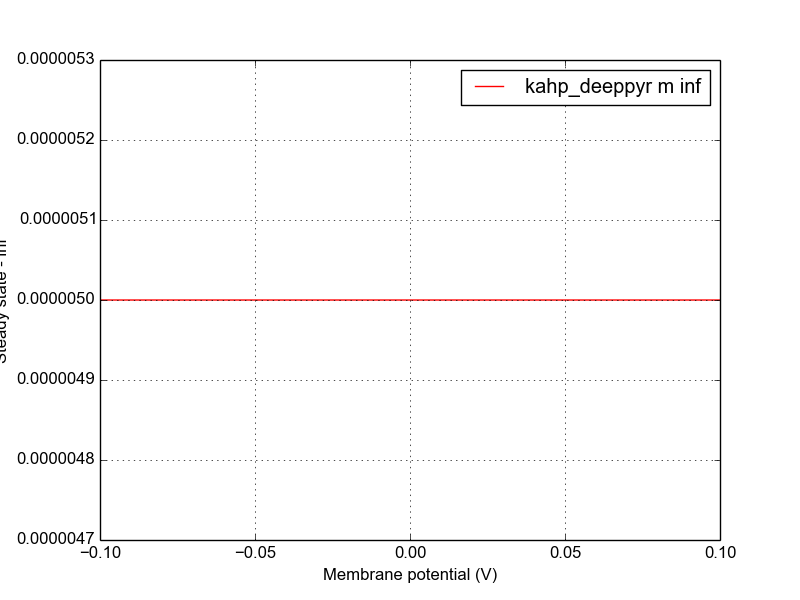 0.0000053
kahp_deeppyr m inf
0.0000052
0.0000051
Steady state - inf
0.0000050
0.0000049
0.0000048
0.0000047
−0.10 −0.05 0.00 0.05 0.10
Membrane potential (V)